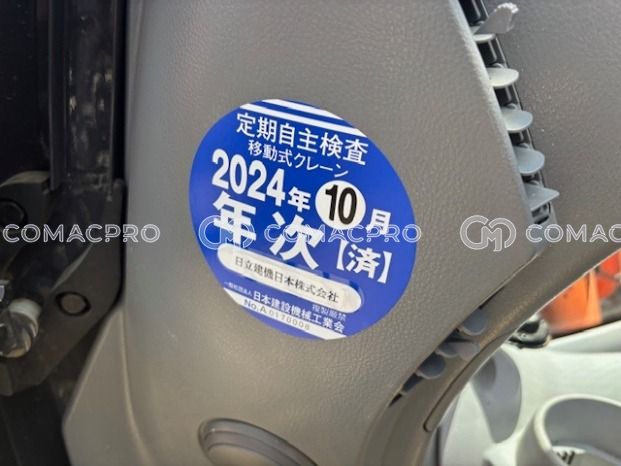 定期自主検査
移動式クレーン
2024年10月
年次【済】
日立建機日本株式会社
一般社団法人 日本建設機械工業会 複製厳禁
No.A 0170008
COMACPRO
COMACPRO
COMACPRO